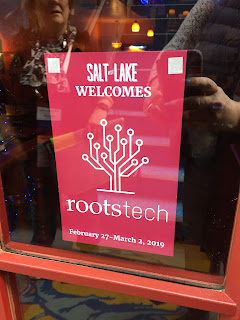 SALT LAKE
WELCOMES
rootstech
February 27–March 2, 2019